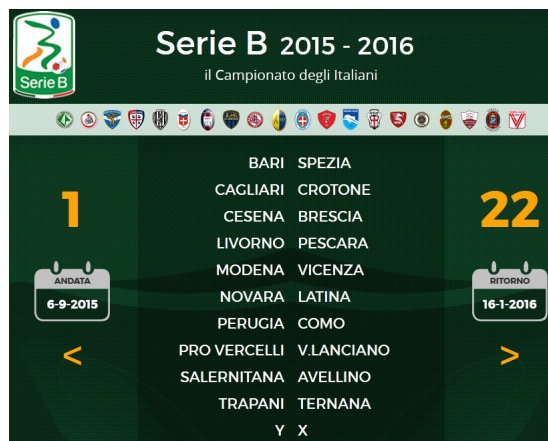 Serie B 2015 - 2016
il Campionato degli Italiani
Serie B
1
ANDATA
6-9-2015
<
BARI SPEZIA
CAGLIARI CROTONE
CESENA BRESCIA
LIVORNO PESCARA
MODENA VICENZA
NOVARA LATINA
PERUGIA COMO
PRO VERCELLI V.LANCIANO
SALERNITANA AVELLINO
TRAPANI TERNANA
Y X
22
RITORNO
16-1-2016
>